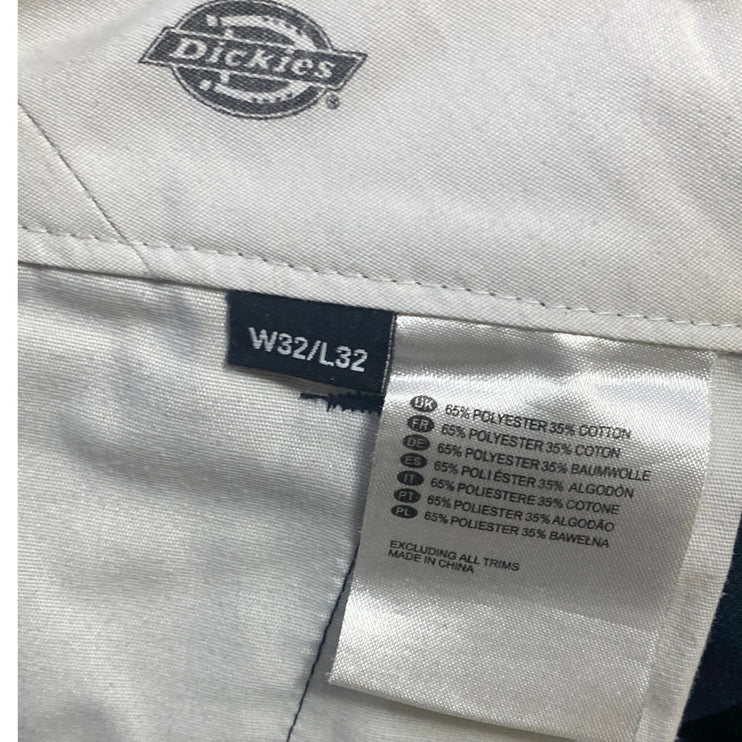 Dickies®
W32/L32
UK 65% POLYESTER 35% COTTON
FR 65% POLYESTER 35% COTON
DE 65% POLYESTER 35% BAUMWOLLE
ES 65% POLIÉSTER 35% ALGODÓN
IT 65% POLIESTERE 35% COTONE
PT 65% POLIESTER 35% ALGODÃO
PL 65% POLIESTER 35% BAWEŁNA
EXCLUDING ALL TRIMS
MADE IN CHINA